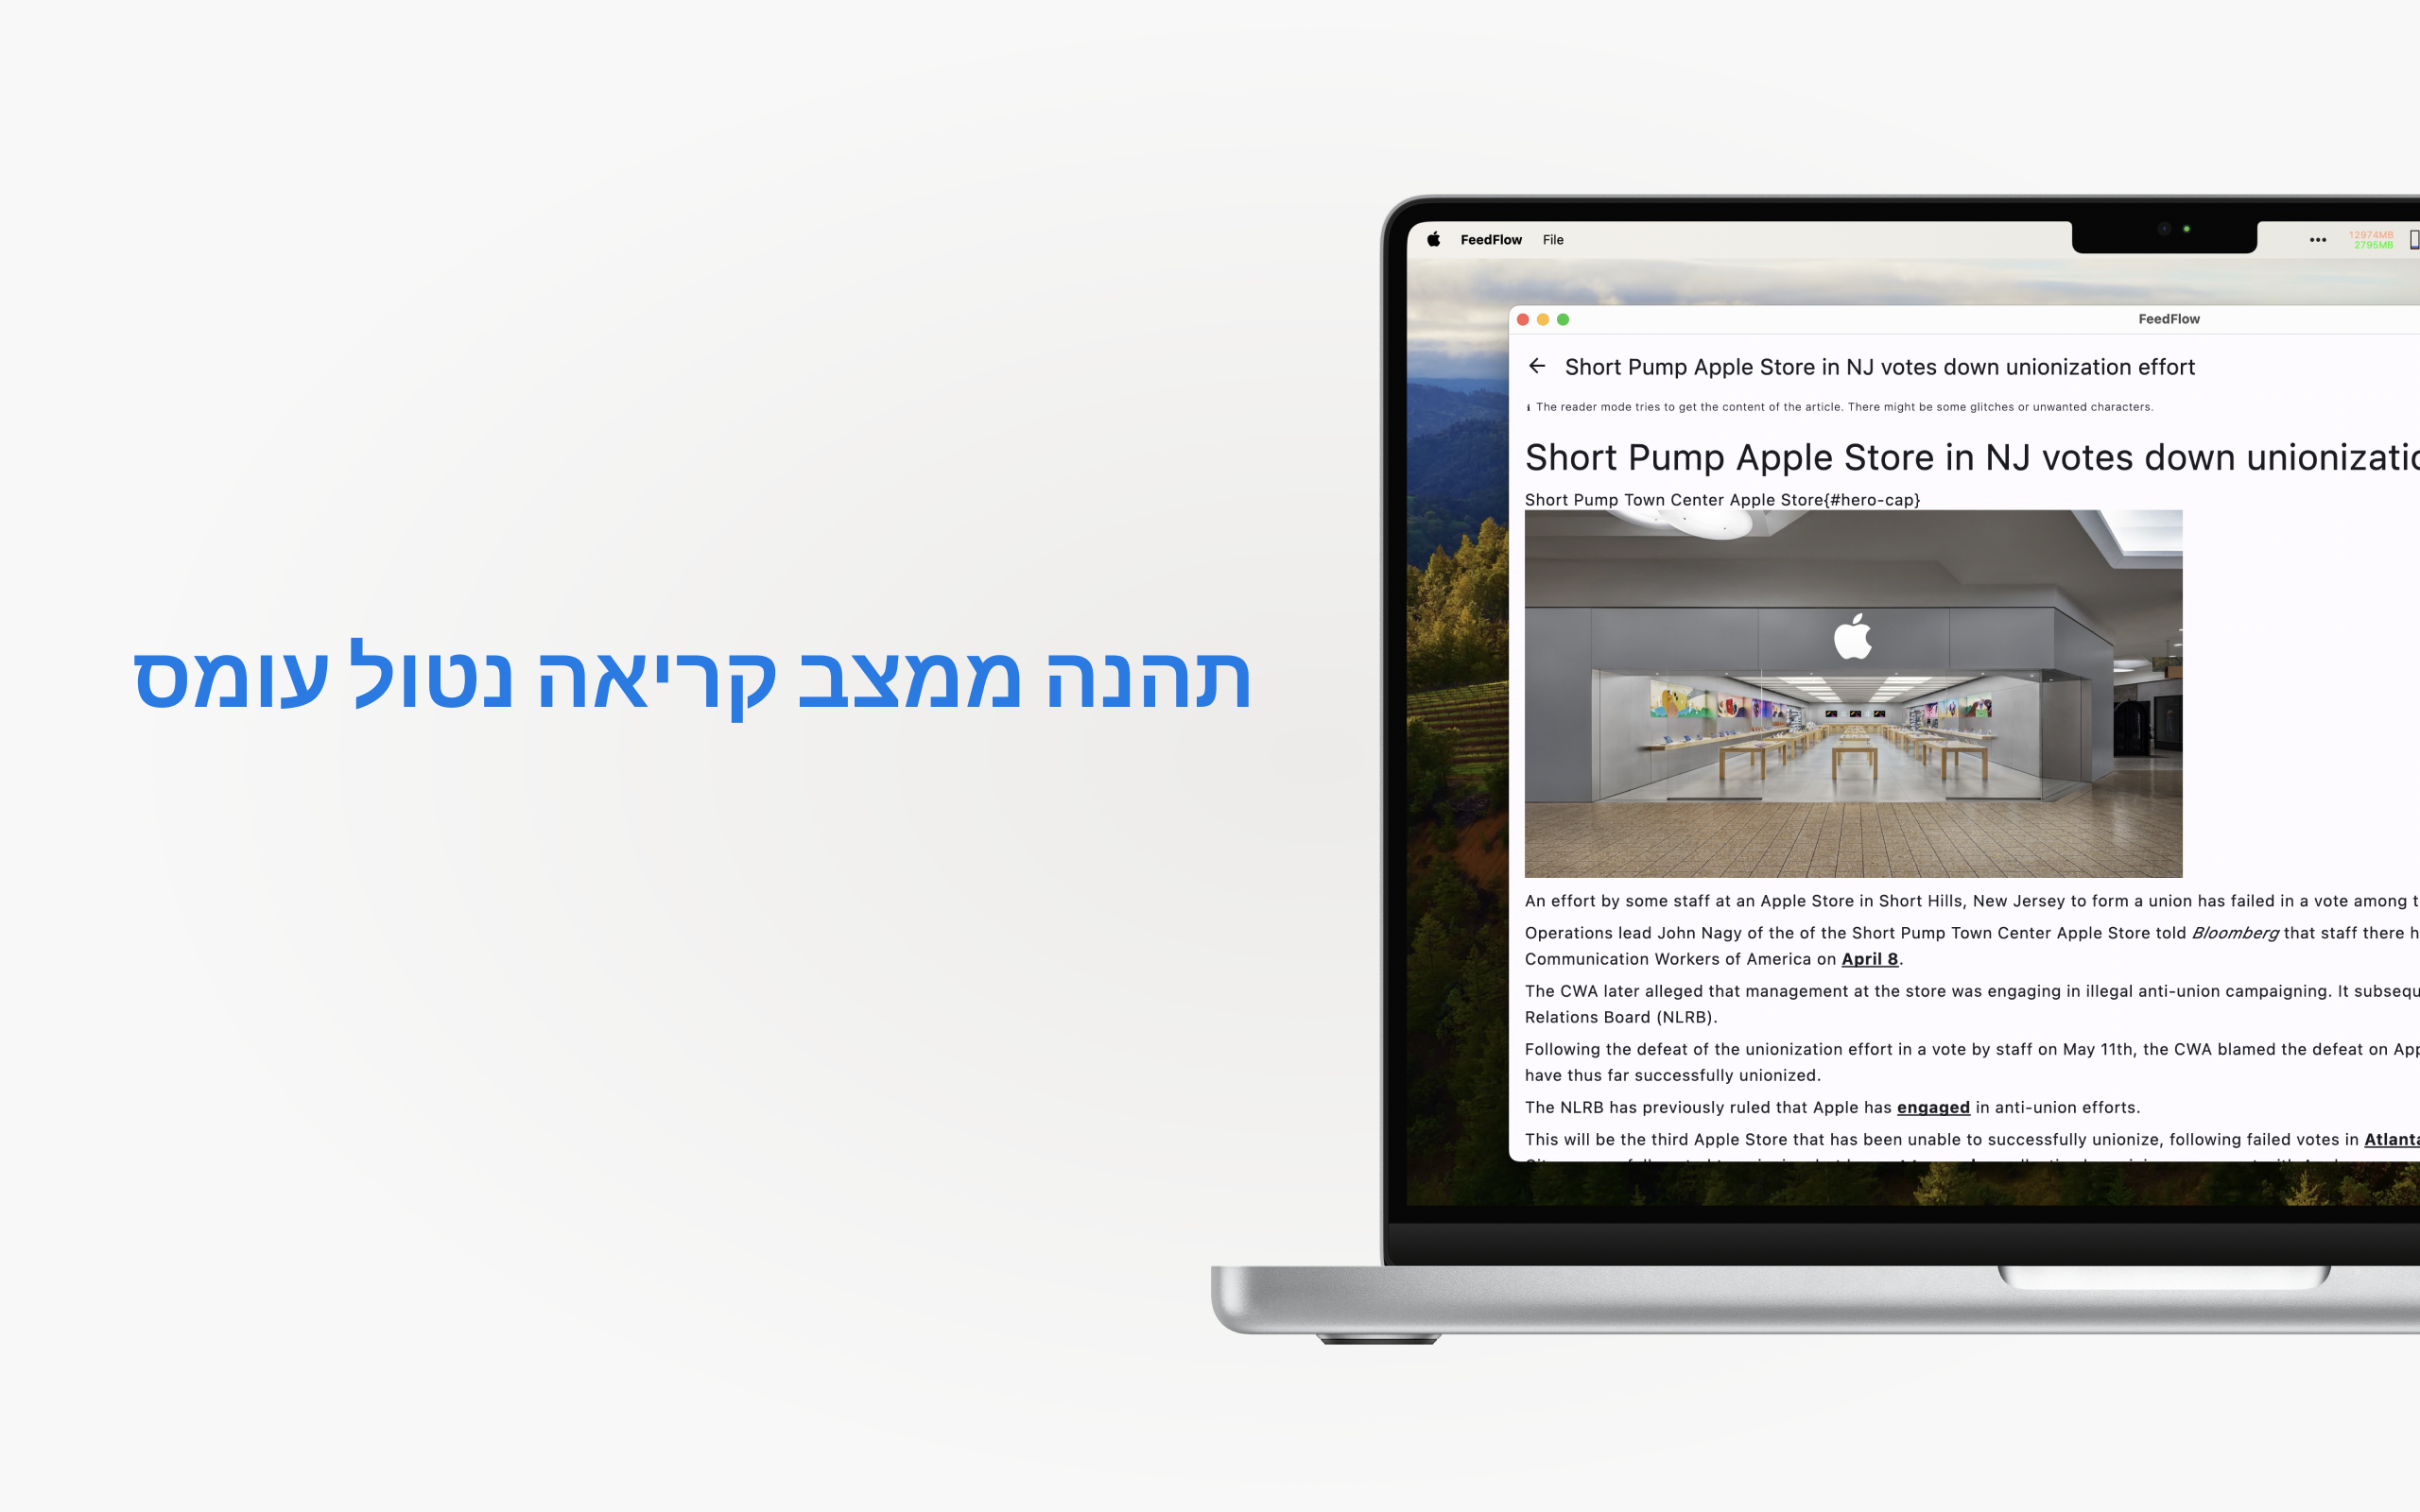 תהנה ממצב קריאה נטול עומס
FeedFlow File
12974MB
2795MB
FeedFlow
Short Pump Apple Store in NJ votes down unionization effort
The reader mode tries to get the content of the article. There might be some glitches or unwanted characters.
Short Pump Apple Store in NJ votes down
Short Pump Town Center Apple Store{#hero-cap}
An effort by some staff at an Apple Store in Short Hills, New Jersey to form a union has failed in a vote among
Operations lead John Nagy of the of the Short Pump Town Center Apple Store told Bloomberg that staff there
Communication Workers of America on April 8.
The CWA later alleged that management at the store was engaging in illegal anti-union campaigning. It
Relations Board (NLRB).
Following the defeat of the unionization effort in a vote by staff on May 11th, the CWA blamed the defeat on
have thus far successfully unionized.
The NLRB has previously ruled that Apple has engaged in anti-union efforts.
This will be the third Apple Store that has been unable to successfully unionize, following failed votes in